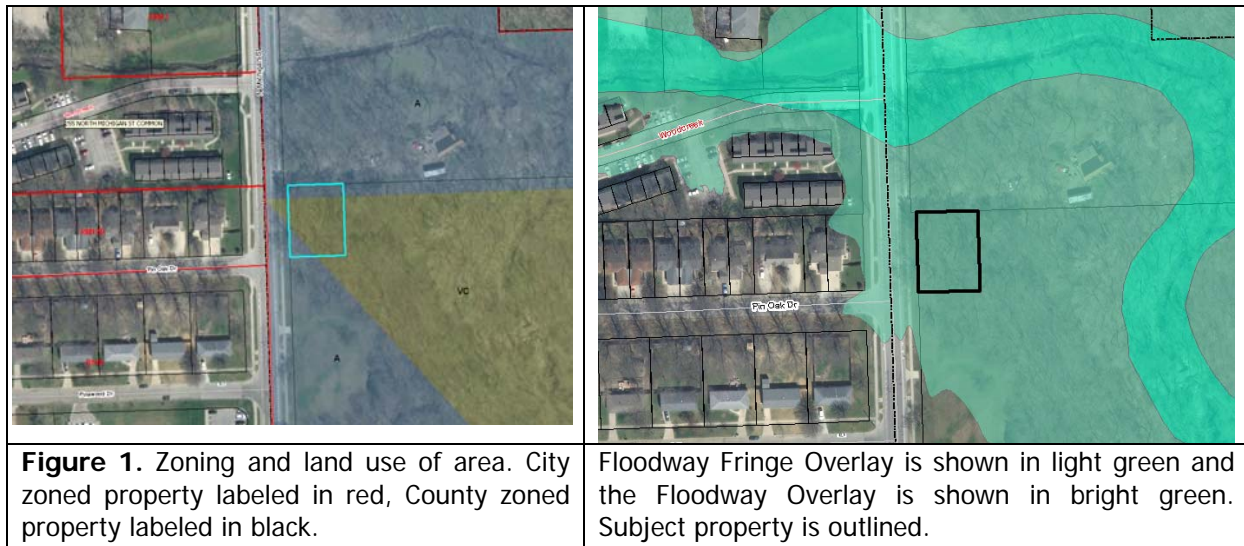 A
Pin Oak Dr
VC
A
Woodcreek
Pin Oak Dr
Figure 1. Zoning and land use of area. City
zoned property labeled in red, County zoned
property labeled in black.
Floodway Fringe Overlay is shown in light green and
the Floodway Overlay is shown in bright green.
Subject property is outlined.